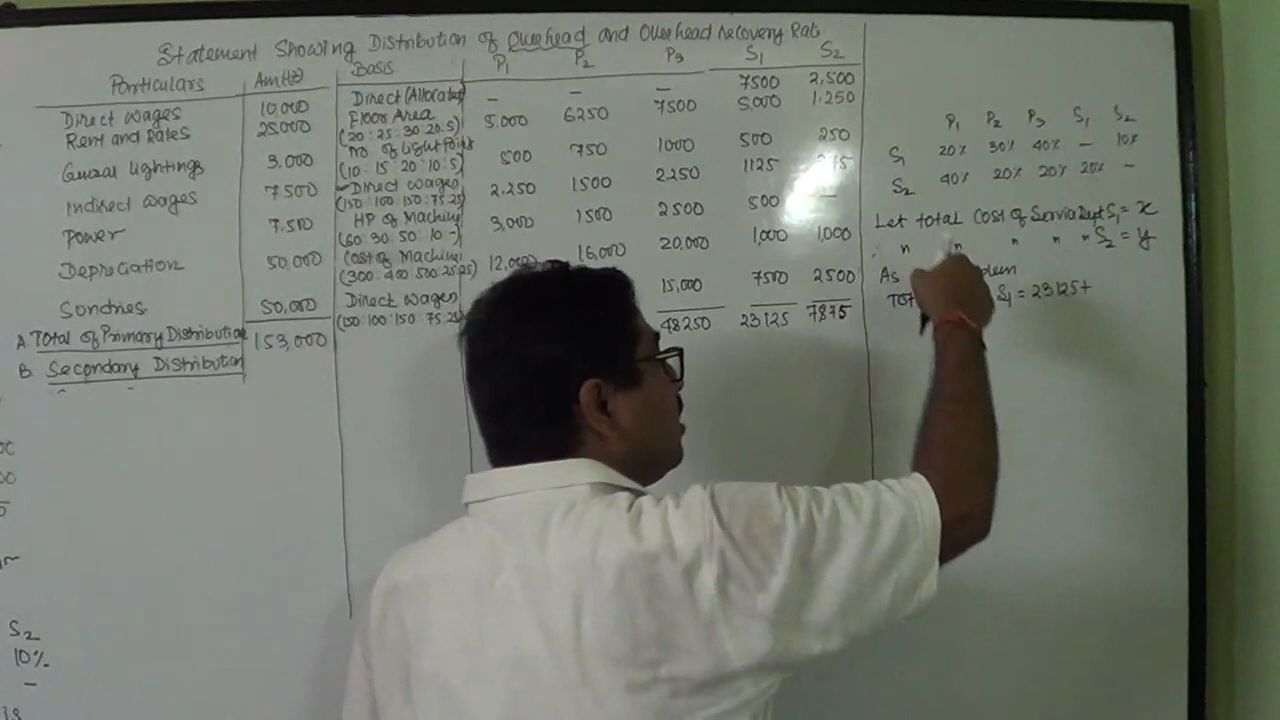 Statement Showing Distribution of Overhead and Overhead recovery Rat
Particulars Am(₹) Basis P1 P2 P3 S1 S2
Direct Wages 10,000 Direct (Allocated) – – – 7500 2,500
Rent and Rates 25,000 Floor Area 5.000 6250 7500 5,000 1.250
(20:25:30:20.5)
General lightings 3.000 No of Light Point 500 750 1000 500 250
(10:15:20:10:5)
Indirect wages 7,500 Direct wages 2.250 1500 2250 1125
(150:100:150:75:25)
Power 7,500 HP of Machine 3,000 1500 2500 500 –
(60:30:50:10-)
Depreciation 50,000 Cost of Machine 12,000 16,000 20,000 1,000 1,000
(300:400:500:25:25)
Sundries 50,000 Direct wages 15,000 7500 2500
(150:100:150:75:25)
A. Total of Primary Distribution 153,000 48250 23125 7875
B. Secondary Distribution
P1 P2 P3 S1 S2
S1 20% 30% 40% – 10%
S2 40% 20% 20% 20% –
Let total Cost of Service Dept S1 = x
" " " " " S2 = y
As
S1 = 23125+
S2
10%
–